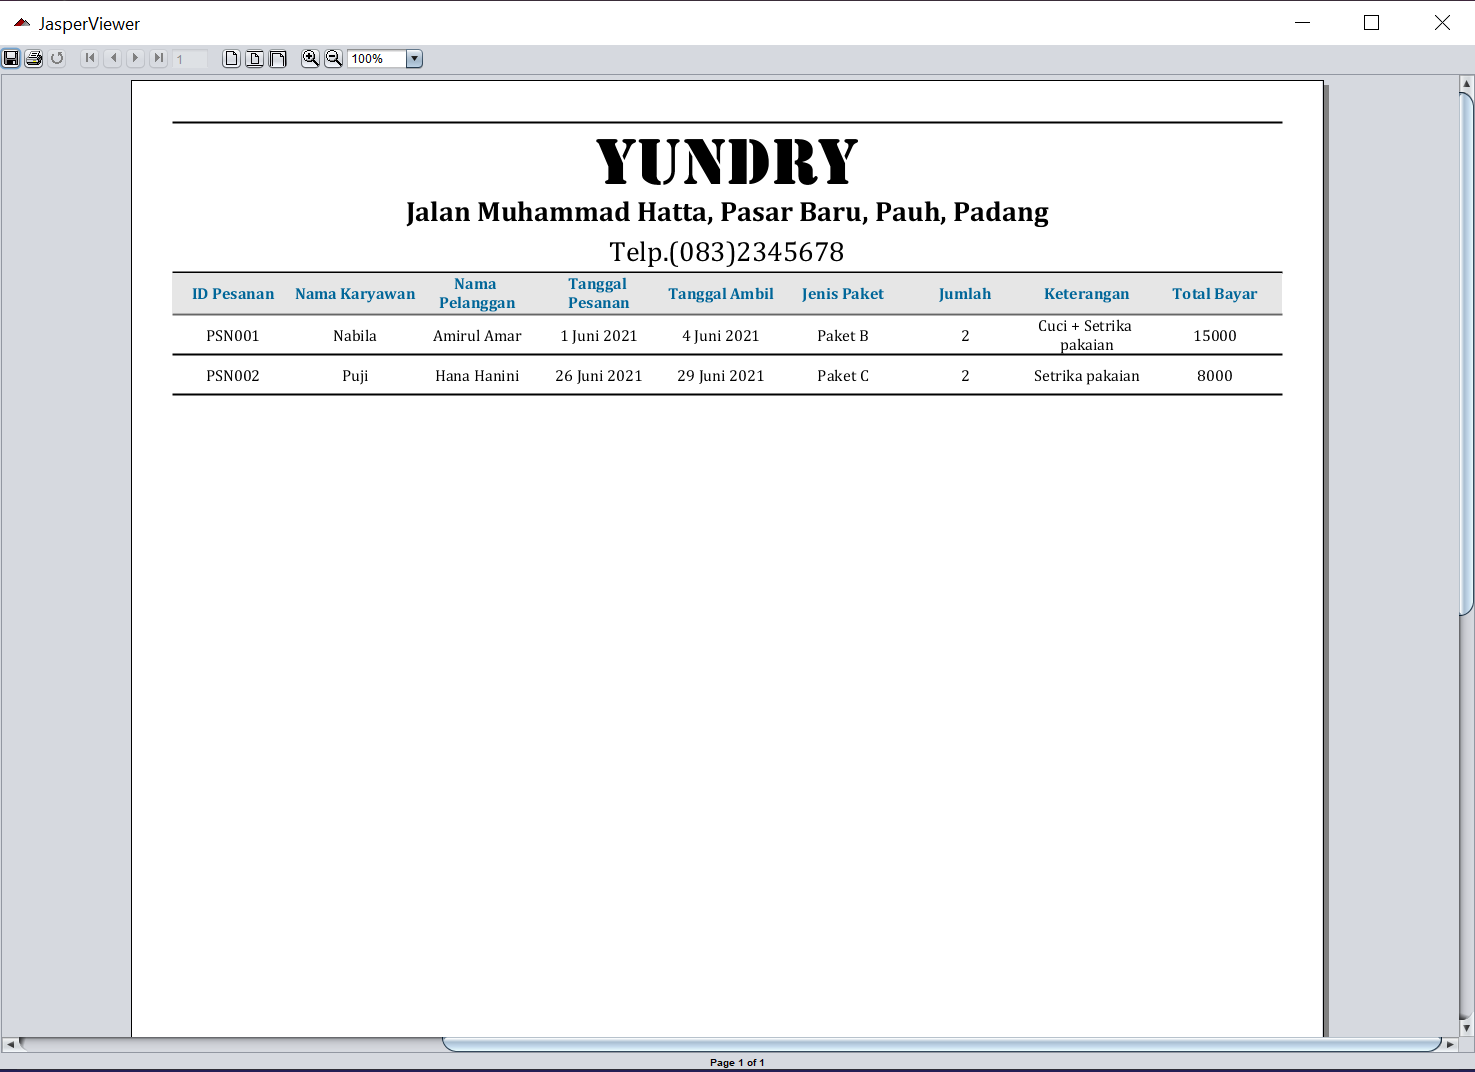 JasperViewer
1
100%
YUNDRY
Jalan Muhammad Hatta, Pasar Baru, Pauh, Padang
Telp.(083)2345678
ID Pesanan Nama Karyawan Nama Pelanggan Tanggal Pesanan Tanggal Ambil Jenis Paket Jumlah Keterangan Total Bayar
PSN001 Nabila Amirul Amar 1 Juni 2021 4 Juni 2021 Paket B 2 Cuci + Setrika pakaian 15000
PSN002 Puji Hana Hanini 26 Juni 2021 29 Juni 2021 Paket C 2 Setrika pakaian 8000
Page 1 of 1